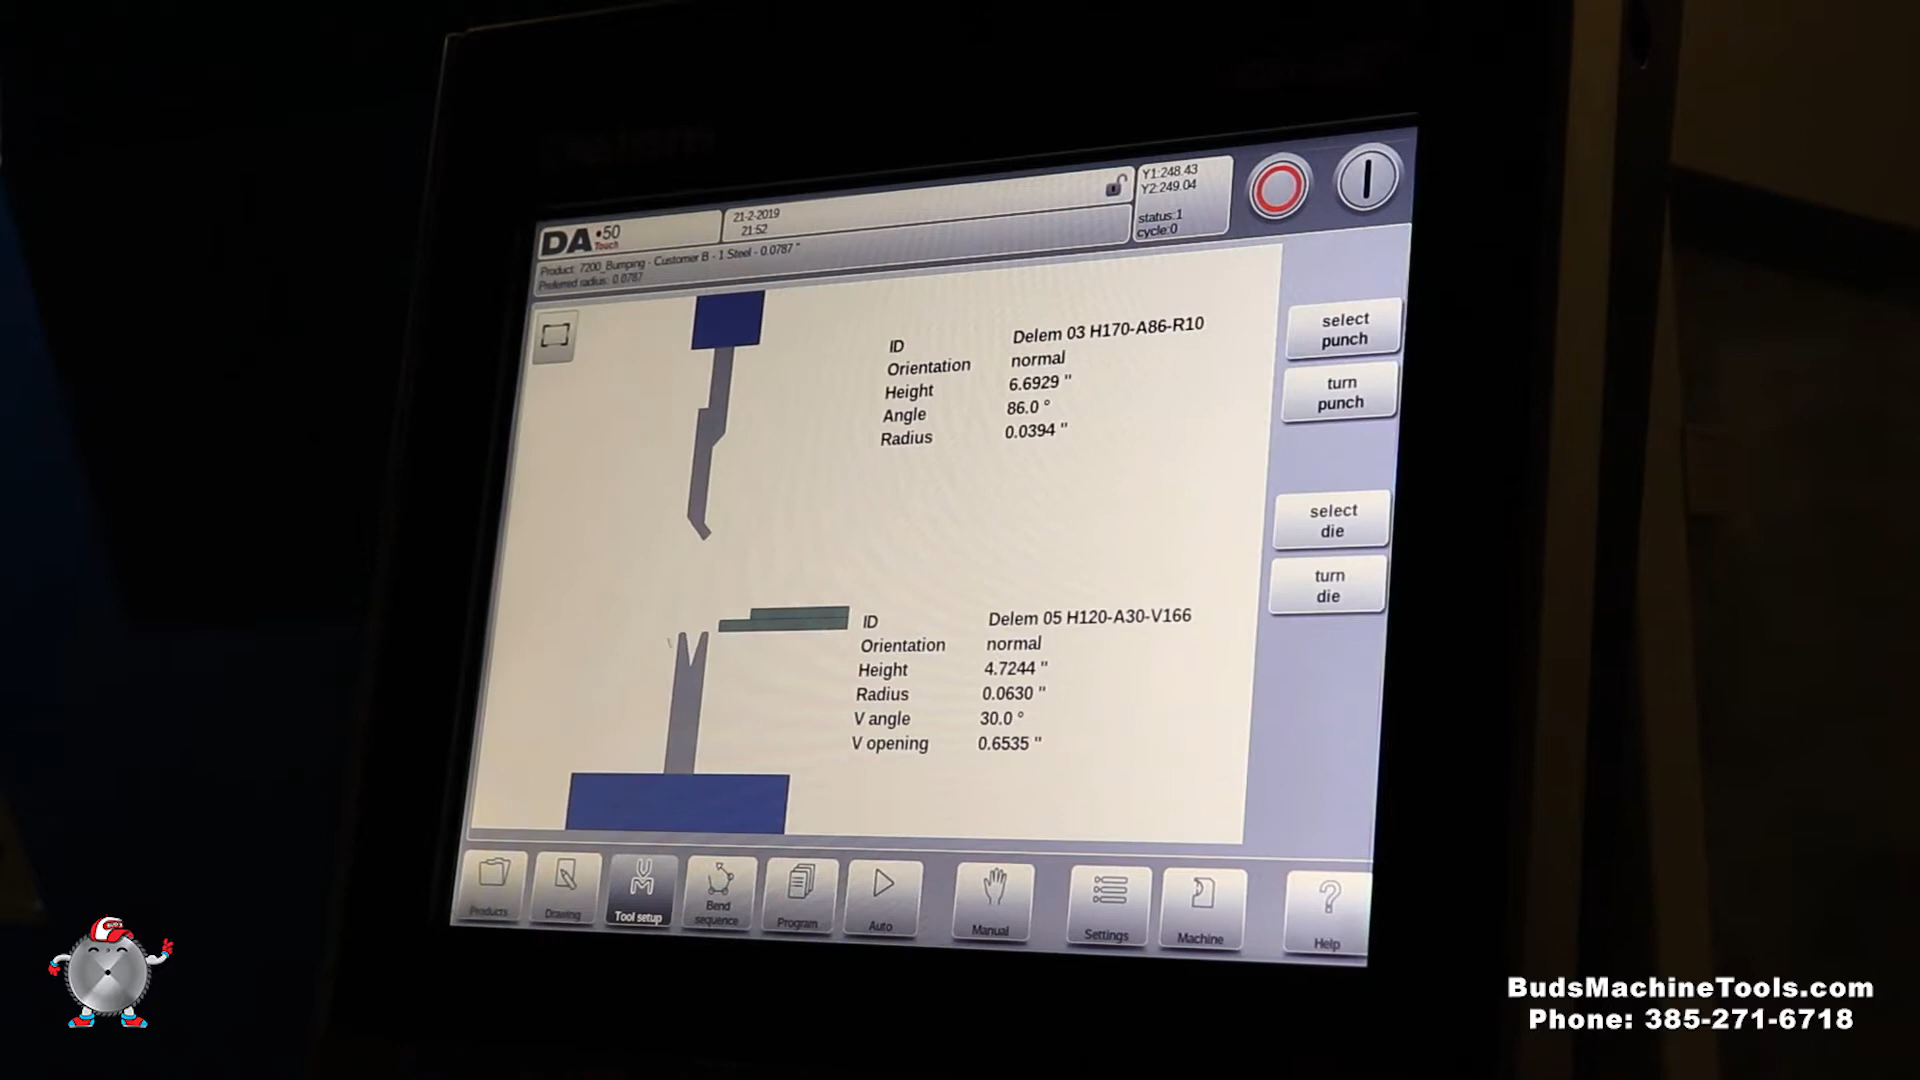 DA•50
Touch
21-2-2019
21:52
Y1:248.43
Y2:249.04
status:1
cycle:0
Product: 7200_Bumping - Customer B - 1 Steel - 0.0787 "
Preferred radius: 0.0787
ID Delem 03 H170-A86-R10
Orientation normal
Height 6.6929 "
Angle 86.0 °
Radius 0.0394 "
select
punch
turn
punch
select
die
turn
die
ID Delem 05 H120-A30-V166
Orientation normal
Height 4.7244 "
Radius 0.0630 "
V angle 30.0 °
V opening 0.6535 "
Products
Drawing
Tool setup
Bend
sequence
Program
Auto
Manual
Settings
Machine
Help
BudsMachineTools.com
Phone: 385-271-6718